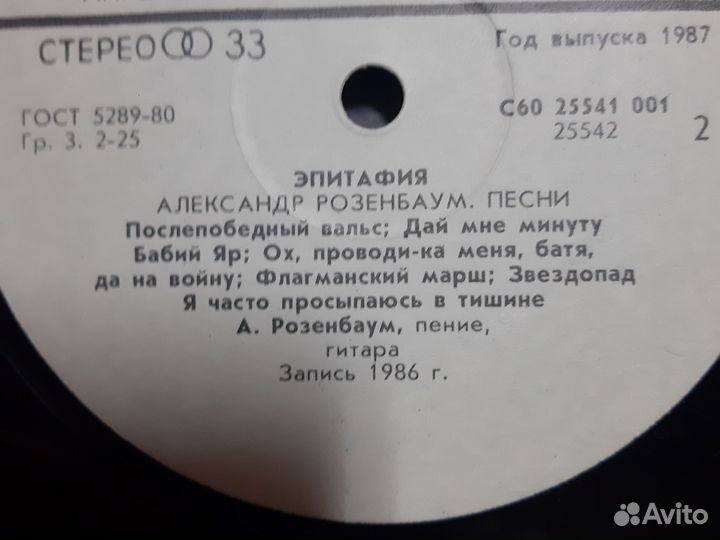 СТЕРЕО 33
Год выпуска 1987
ГОСТ 5289-80
Гр. 3. 2-25
С60 25541 001
25542
2
ЭПИТАФИЯ
АЛЕКСАНДР РОЗЕНБАУМ. ПЕСНИ
Послепобедный вальс; Дай мне минуту
Бабий Яр; Ох, проводи-ка меня, батя,
да на войну; Флагманский марш; Звездопад
Я часто просыпаюсь в тишине
А. Розенбаум, пение,
гитара
Запись 1986 г.
Avito